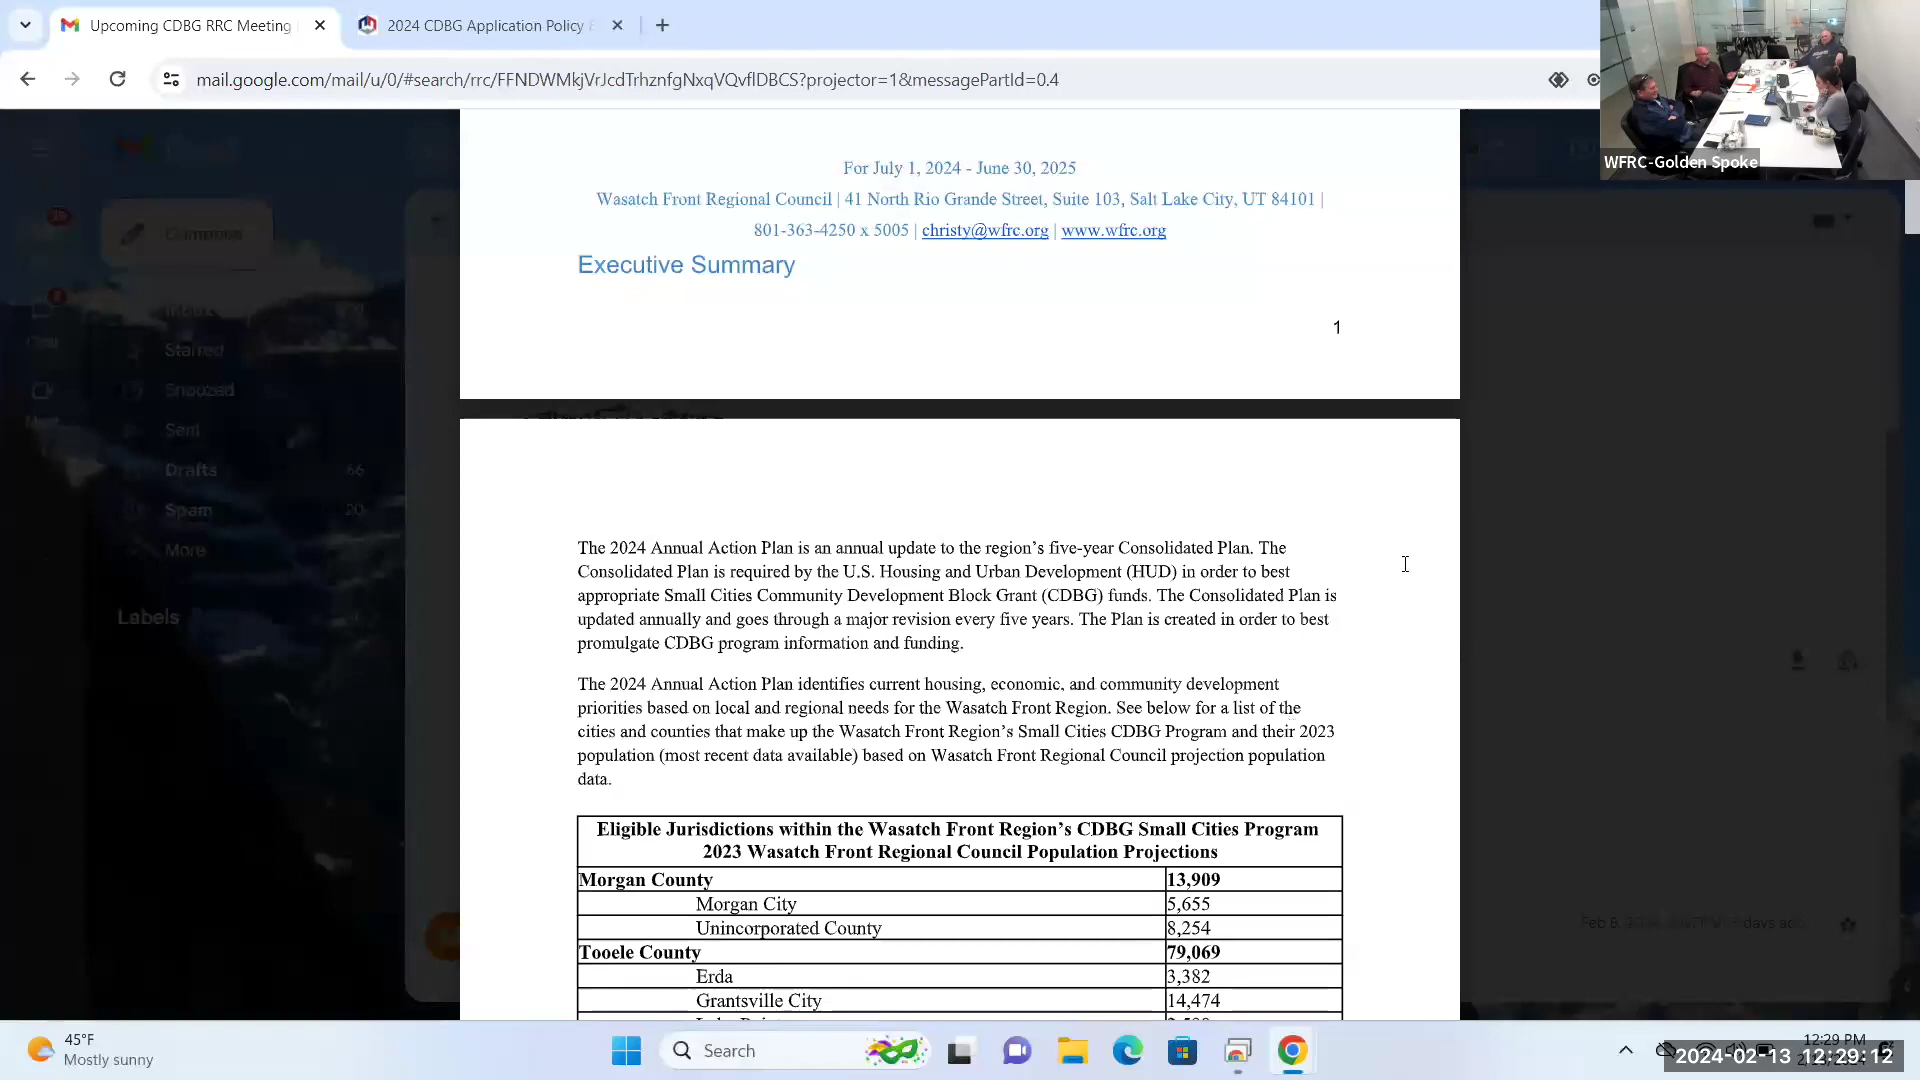 Upcoming CDBG RRC Meeting
2024 CDBG Application Policy
mail.google.com/mail/u/0/#search/rrc/FFNDWMkjVrJcdTrhznfgNxqVQvflDBCS?projector=1&messagePartId=0.4
WFRC-Golden Spoke
For July 1, 2024 - June 30, 2025
Wasatch Front Regional Council | 41 North Rio Grande Street, Suite 103, Salt Lake City, UT 84101 |
801-363-4250 x 5005 | christy@wfrc.org | www.wfrc.org
Executive Summary
1
Compose
Inbox
Starred
Snoozed
Sent
Drafts 66
Spam 20
More
Labels
The 2024 Annual Action Plan is an annual update to the region’s five-year Consolidated Plan. The
Consolidated Plan is required by the U.S. Housing and Urban Development (HUD) in order to best
appropriate Small Cities Community Development Block Grant (CDBG) funds. The Consolidated Plan is
updated annually and goes through a major revision every five years. The Plan is created in order to best
promulgate CDBG program information and funding.
The 2024 Annual Action Plan identifies current housing, economic, and community development
priorities based on local and regional needs for the Wasatch Front Region. See below for a list of the
cities and counties that make up the Wasatch Front Region’s Small Cities CDBG Program and their 2023
population (most recent data available) based on Wasatch Front Regional Council projection population
data.
Eligible Jurisdictions within the Wasatch Front Region’s CDBG Small Cities Program
2023 Wasatch Front Regional Council Population Projections
Morgan County 13,909
Morgan City 5,655
Unincorporated County 8,254
Tooele County 79,069
Erda 3,382
Grantsville City 14,474
45°F
Mostly sunny
Search
12:29 PM
2024-02-13 12:29:12